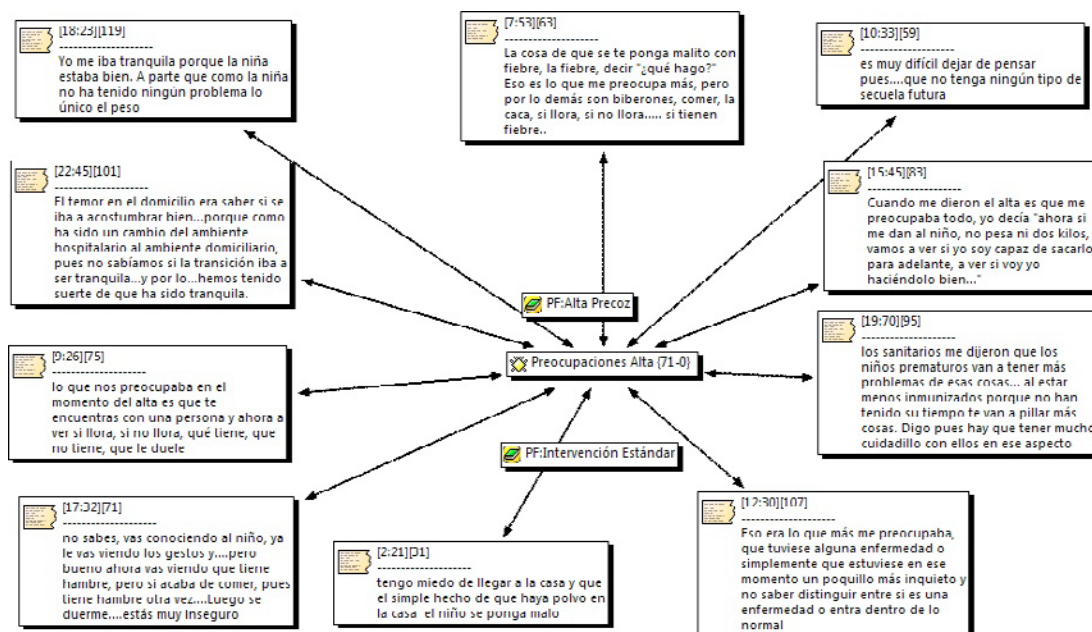 [18:23][119]
--------------------
Yo me iba tranquila porque la niña
estaba bien. A parte que como la niña
no ha tenido ningún problema lo
único el peso
[7:53][63]
--------------------
La cosa de que se te ponga malito con
fiebre, la fiebre, decir "¿qué hago?"
Eso es lo que me preocupa más, pero
por lo demás son biberones, comer, la
caca, si llora, si no llora..... si tienen
fiebre..
[10:33][59]
--------------------
es muy difícil dejar de pensar
pues....que no tenga ningún tipo de
secuela futura
[22:45][101]
--------------------
El temor en el domicilio era saber si se
iba a acostumbrar bien...porque como
ha sido un cambio del ambiente
hospitalario al ambiente domiciliario,
pues no sabíamos si la transición iba a
ser tranquila...y por lo...hemos tenido
suerte de que ha sido tranquila.
[15:45][83]
--------------------
Cuando me dieron el alta es que me
preocupaba todo, yo decía "ahora si
me dan al niño, no pesa ni dos kilos,
vamos a ver si yo soy capaz de sacarlo
para adelante, a ver si voy yo
haciéndolo bien..."
PF:Alta Precoz
Preocupaciones Alta {71-0}
[9:26][75]
--------------------
lo que nos preocupaba en el
momento del alta es que te
encuentras con una persona y ahora a
ver si llora, si no llora, qué tiene, que
no tiene, que le duele
[19:70][95]
--------------------
los sanitarios me dijeron que los
niños prematuros van a tener más
problemas de esas cosas... al estar
menos inmunizados porque no han
tenido su tiempo te van a pillar más
cosas. Digo pues hay que tener mucho
cuidadillo con ellos en ese aspecto
PF:Intervención Estándar
[17:32][71]
--------------------
no sabes, vas conociendo al niño, ya
le vas viendo los gestos y....pero
bueno ahora vas viendo que tiene
hambre, pero si acaba de comer, pues
tiene hambre otra vez....Luego se
duerme....estás muy inseguro
[2:21][31]
--------------------
tengo miedo de llegar a la casa y que
el simple hecho de que haya polvo en
la casa el niño se ponga malo
[12:30][107]
--------------------
Eso era lo que más me preocupaba,
que tuviese alguna enfermedad o
simplemente que estuviese en ese
momento un poquillo más inquieto y
no saber distinguir entre si es una
enfermedad o entra dentro de lo
normal